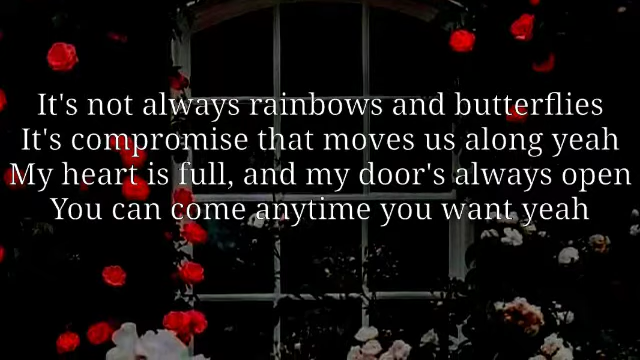 It's not always rainbows and butterflies
It's compromise that moves us along yeah
My heart is full, and my door's always open
You can come anytime you want yeah